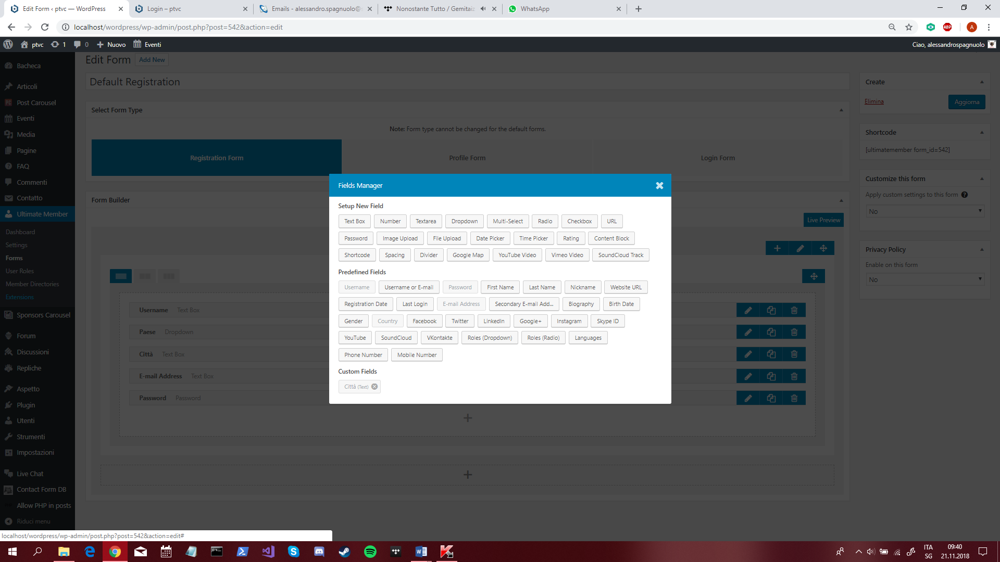 Edit Form ‹ ptvc — WordPress
Login – ptvc
Emails - alessandro.spagnuolo@
Nonostante Tutto / Gemitaiz
WhatsApp
localhost/wordpress/wp-admin/post.php?post=542&action=edit
ABP
A
ptvc
1
0
Nuovo
Eventi
Ciao, alessandrospagnuolo
Bacheca
Articoli
Post Carousel
Eventi
Media
Pagine
FAQ
Commenti
Contatto
Ultimate Member
Dashboard
Settings
Forms
User Roles
Member Directories
Extensions
Sponsors Carousel
Forum
Discussioni
Repliche
Aspetto
Plugin
Utenti
Strumenti
Impostazioni
Live Chat
Contact Form DB
Allow PHP in posts
Riduci menu
Edit Form
Add New
Default Registration
Select Form Type
Note: Form type cannot be changed for the default forms.
Registration Form
Profile Form
Login Form
Form Builder
Live Preview
Username Text Box
Paese Dropdown
Città Text Box
E-mail Address Text Box
Password Password
Fields Manager
Setup New Field
Text Box Number Textarea Dropdown Multi-Select Radio Checkbox URL
Password Image Upload File Upload Date Picker Time Picker Rating Content Block
Shortcode Spacing Divider Google Map YouTube Video Vimeo Video SoundCloud Track
Predefined Fields
Username Username or E-mail Password First Name Last Name Nickname Website URL
Registration Date Last Login E-mail Address Secondary E-mail Add... Biography Birth Date
Gender Country Facebook Twitter LinkedIn Google+ Instagram Skype ID
YouTube SoundCloud VKontakte Roles (Dropdown) Roles (Radio) Languages
Phone Number Mobile Number
Custom Fields
Città (Text)
Create
Elimina
Aggiorna
Shortcode
[ultimatemember form_id=542]
Customize this form
Apply custom settings to this form
No
Privacy Policy
Enable on this form
No
localhost/wordpress/wp-admin/post.php?post=542&action=edit#
ITA
SG
09:40
21.11.2018